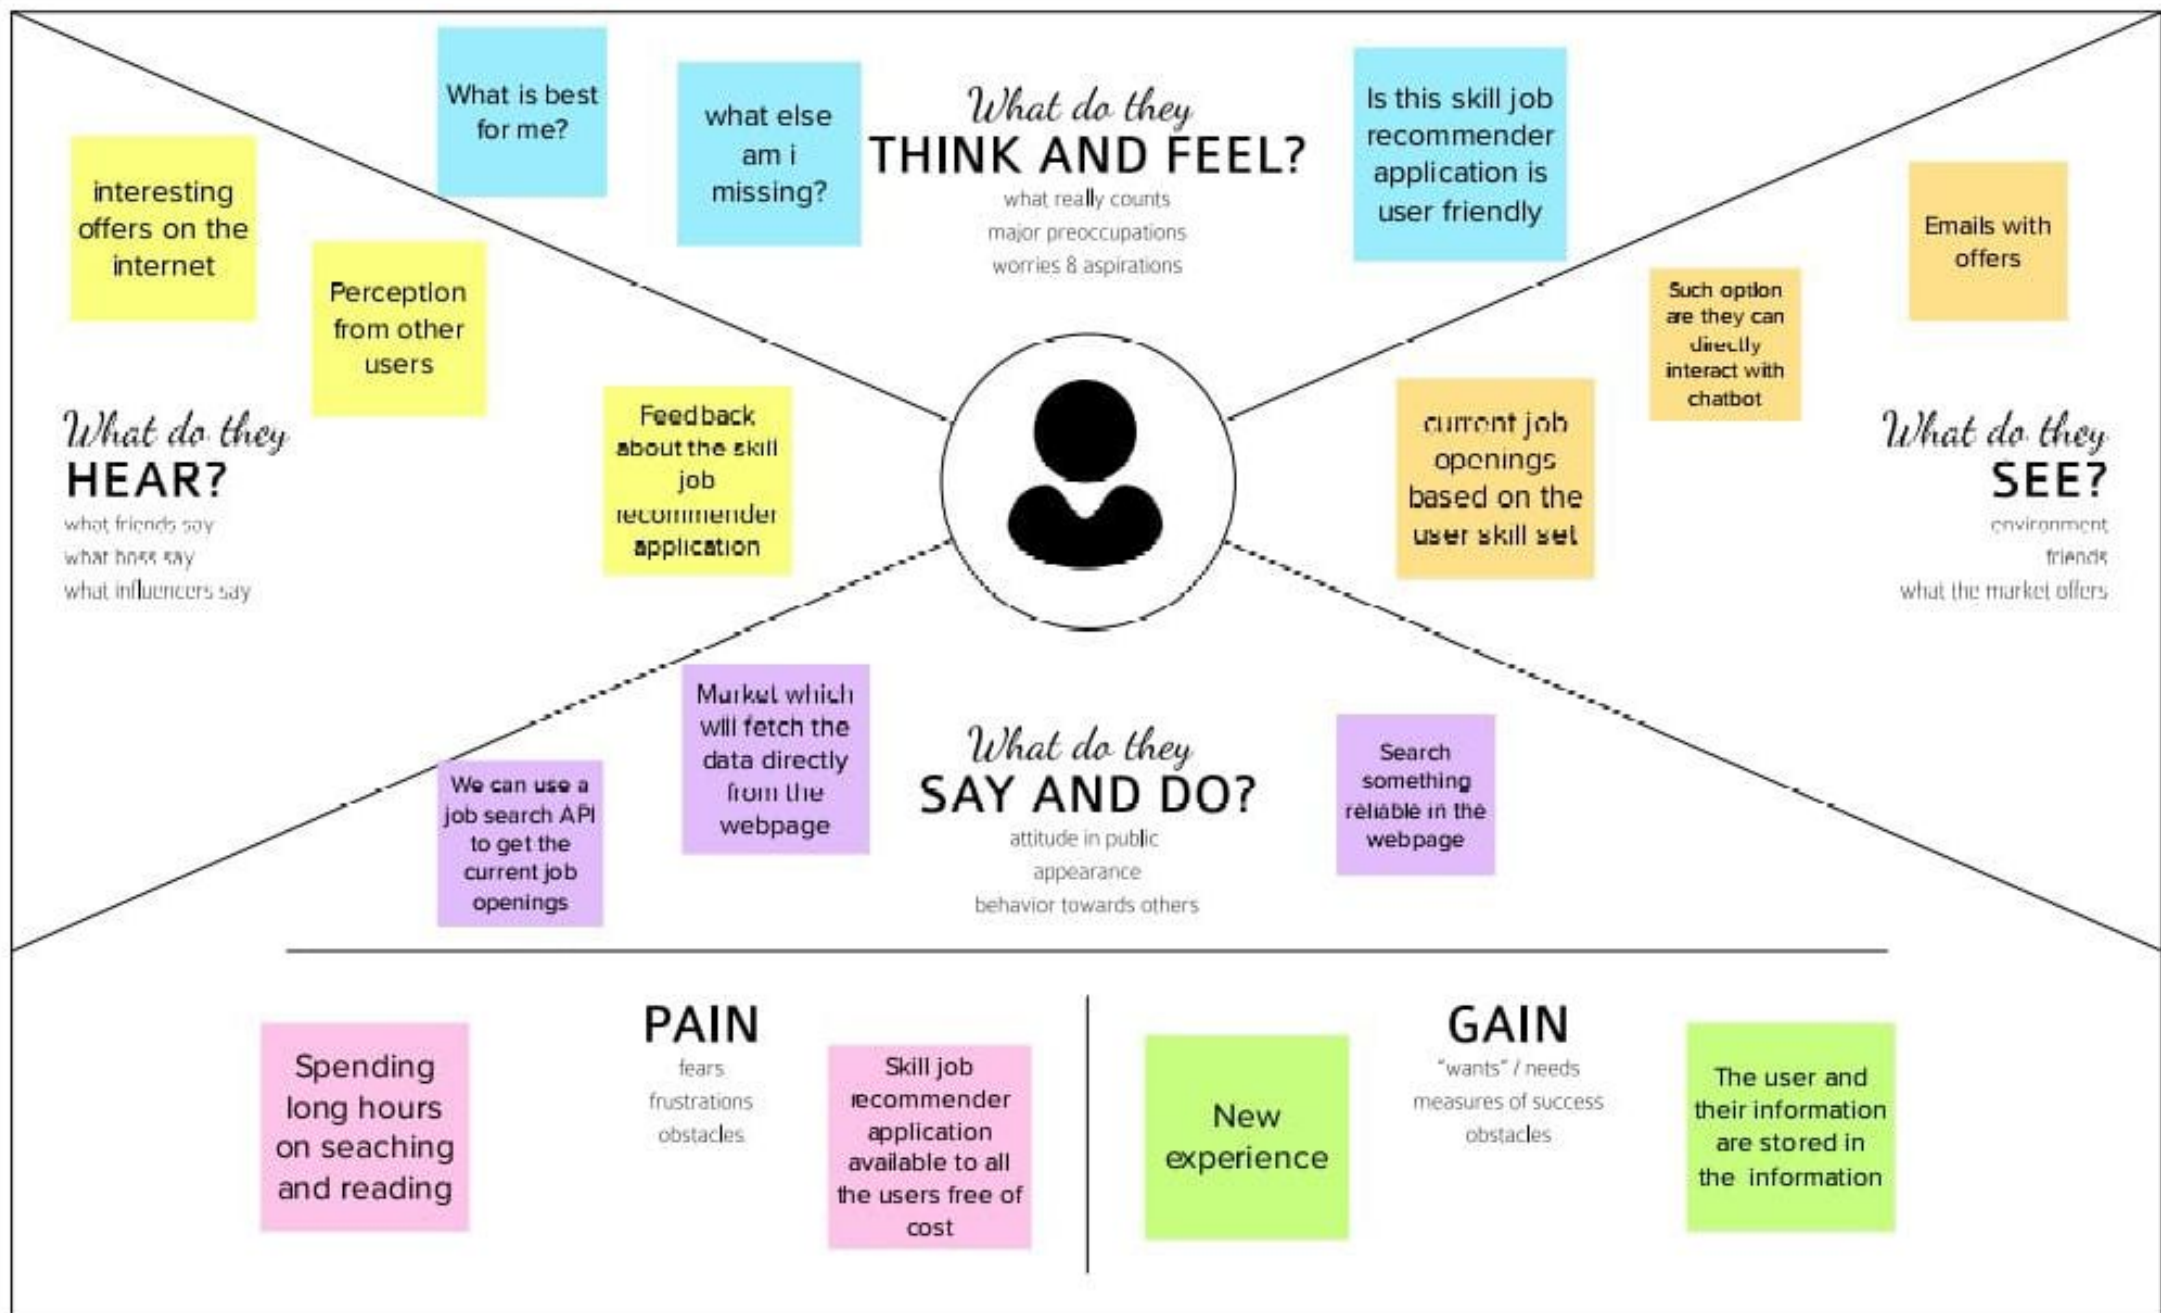 What is best
for me?
what else
am i
missing?
What do they
THINK AND FEEL?
what really counts
major preoccupations
worries & aspirations
Is this skill job
recommender
application is
user friendly
interesting
offers on the
internet
Perception
from other
users
Feedback
about the skill
job
recommender
application
What do they
HEAR?
what friends say
what boss say
what influencers say
Emails with
offers
Such option
are they can
directly
interact with
chatbot
current job
openings
based on the
user skill set
What do they
SEE?
environment
friends
what the market offers
Market which
will fetch the
data directly
from the
webpage
We can use a
job search API
to get the
current job
openings
What do they
SAY AND DO?
attitude in public
appearance
behavior towards others
Search
something
reliable in the
webpage
Spending
long hours
on seaching
and reading
PAIN
fears
frustrations
obstacles
Skill job
recommender
application
available to all
the users free of
cost
New
experience
GAIN
"wants" / needs
measures of success
obstacles
The user and
their information
are stored in
the information